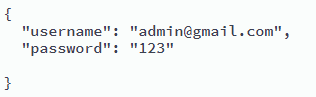 {
  "username": "admin@gmail.com",
  "password": "123"
}